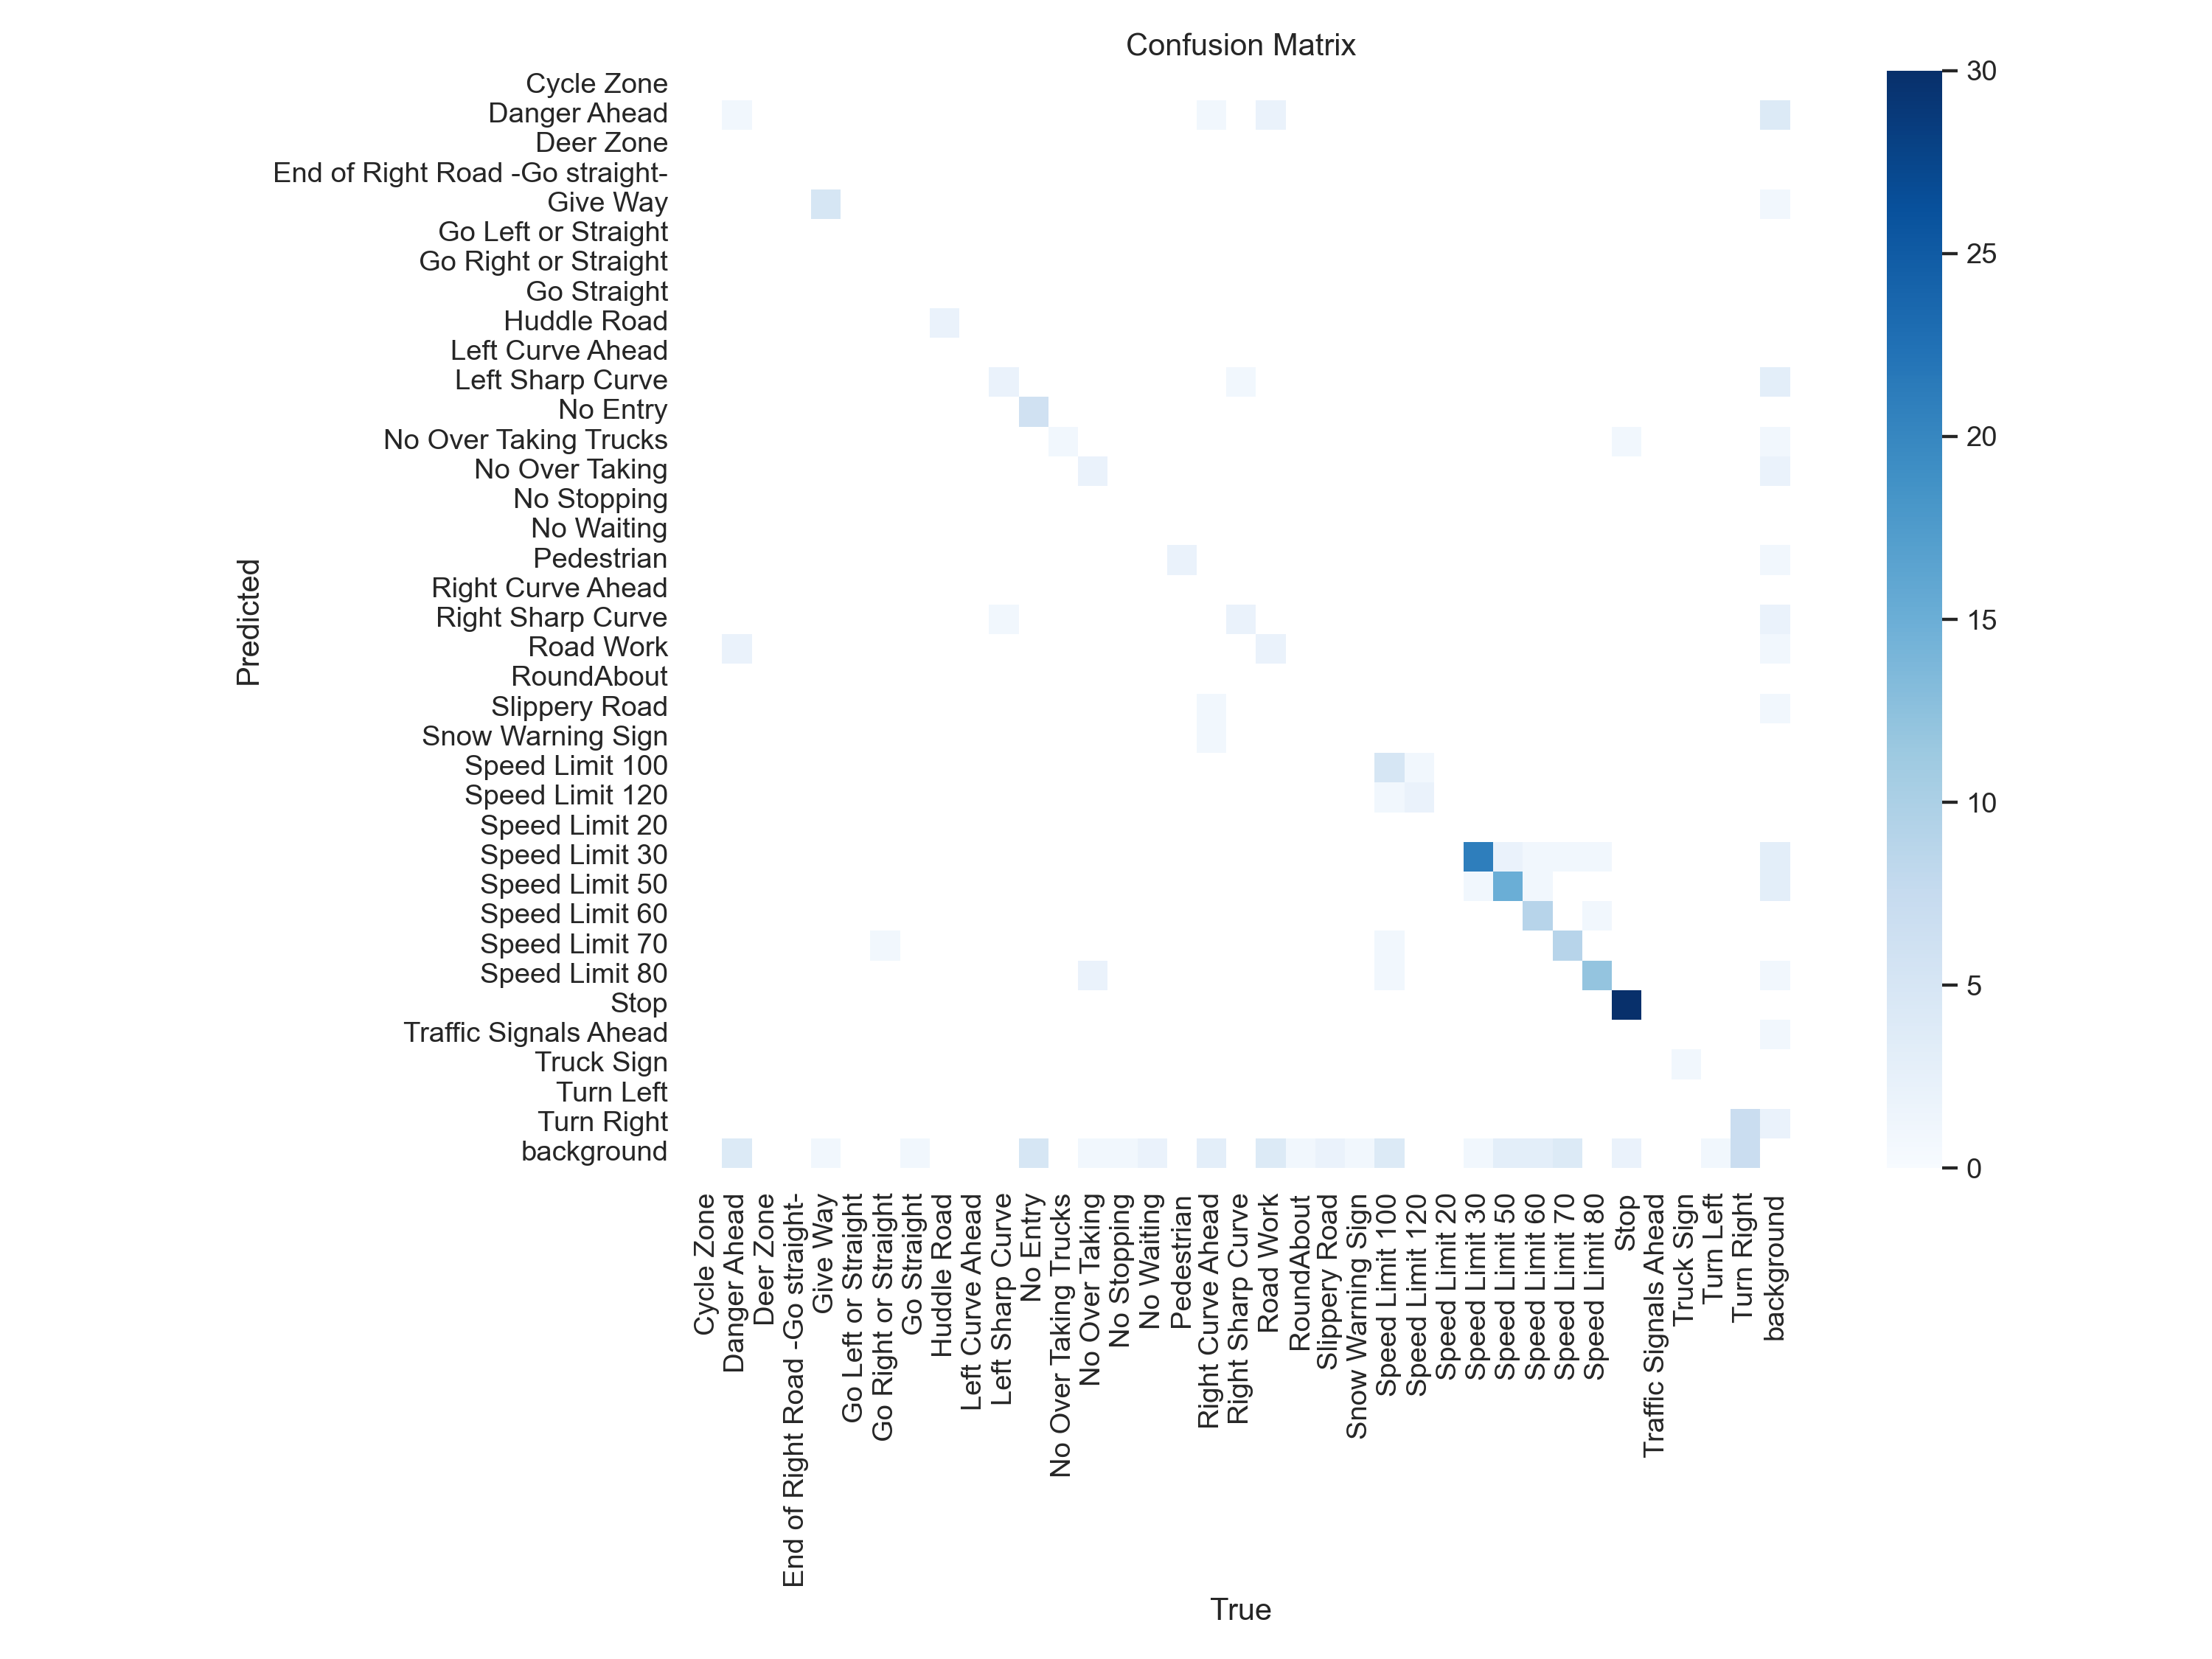 Confusion Matrix
Cycle Zone
Danger Ahead
Deer Zone
End of Right Road -Go straight-
Give Way
Go Left or Straight
Go Right or Straight
Go Straight
Huddle Road
Left Curve Ahead
Left Sharp Curve
No Entry
No Over Taking Trucks
No Over Taking
No Stopping
No Waiting
Pedestrian
Right Curve Ahead
Right Sharp Curve
Road Work
RoundAbout
Slippery Road
Snow Warning Sign
Speed Limit 100
Speed Limit 120
Speed Limit 20
Speed Limit 30
Speed Limit 50
Speed Limit 60
Speed Limit 70
Speed Limit 80
Stop
Traffic Signals Ahead
Truck Sign
Turn Left
Turn Right
background
Predicted
Cycle Zone
Danger Ahead
Deer Zone
End of Right Road -Go straight-
Give Way
Go Left or Straight
Go Right or Straight
Go Straight
Huddle Road
Left Curve Ahead
Left Sharp Curve
No Entry
No Over Taking Trucks
No Over Taking
No Stopping
No Waiting
Pedestrian
Right Curve Ahead
Right Sharp Curve
Road Work
RoundAbout
Slippery Road
Snow Warning Sign
Speed Limit 100
Speed Limit 120
Speed Limit 20
Speed Limit 30
Speed Limit 50
Speed Limit 60
Speed Limit 70
Speed Limit 80
Stop
Traffic Signals Ahead
Truck Sign
Turn Left
Turn Right
background
True
30
25
20
15
10
5
0